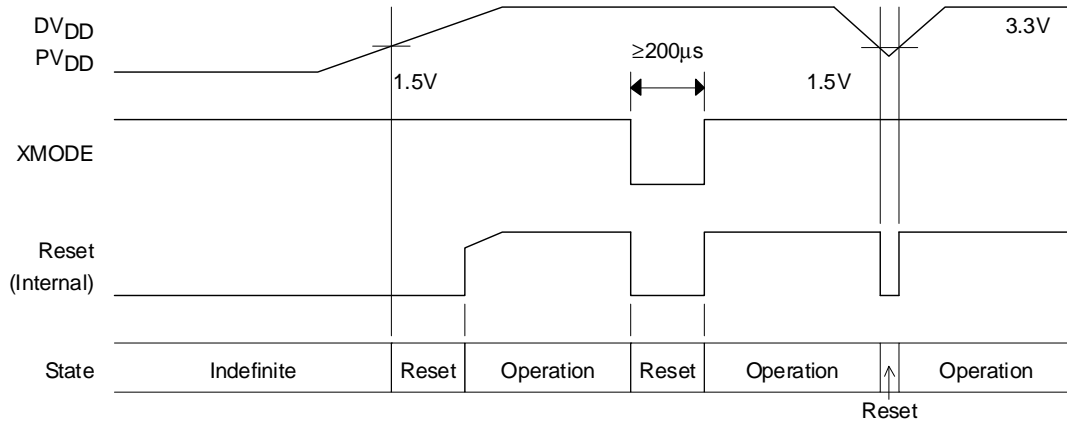 DVDD
PVDD
3.3V
≥200μs
1.5V
1.5V
XMODE
Reset
(Internal)
State
Indefinite
Reset
Operation
Reset
Operation
Operation
Reset